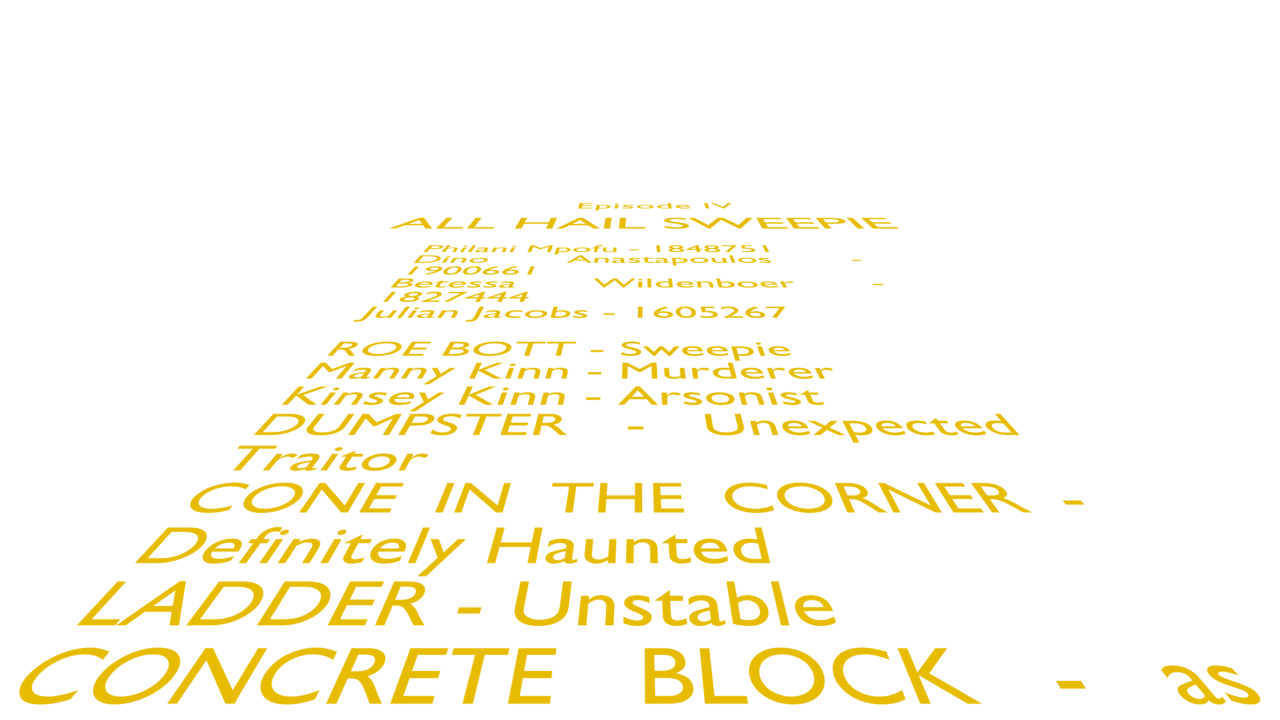 Episode IV
ALL HAIL SWEEPIE
Philani Mpofu - 1848751
Dino Anastapoulos -
1900661
Betessa Wildenboer -
1827444
Julian Jacobs - 1605267
ROE BOTT - Sweepie
Manny Kinn - Murderer
Kinsey Kinn - Arsonist
DUMPSTER - Unexpected
Traitor
CONE IN THE CORNER -
Definitely Haunted
LADDER - Unstable
CONCRETE BLOCK - as